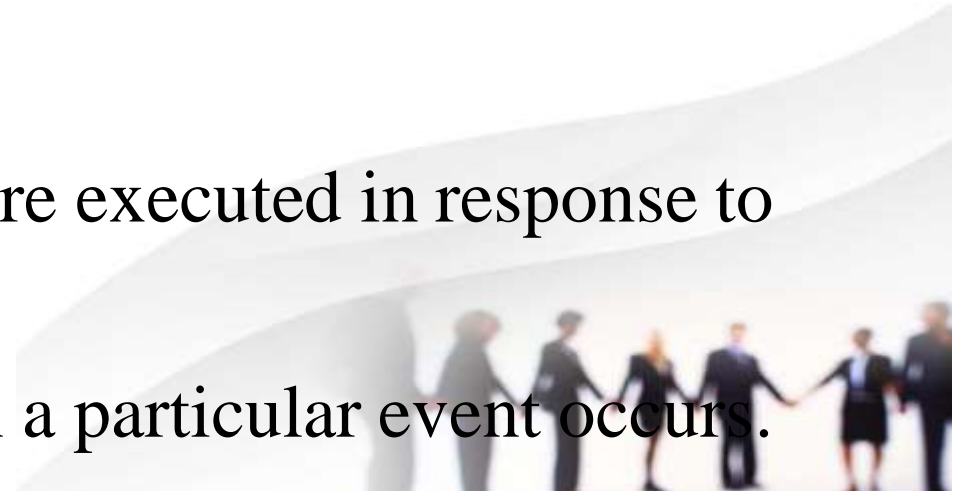 re executed in response to
a particular event occurs.